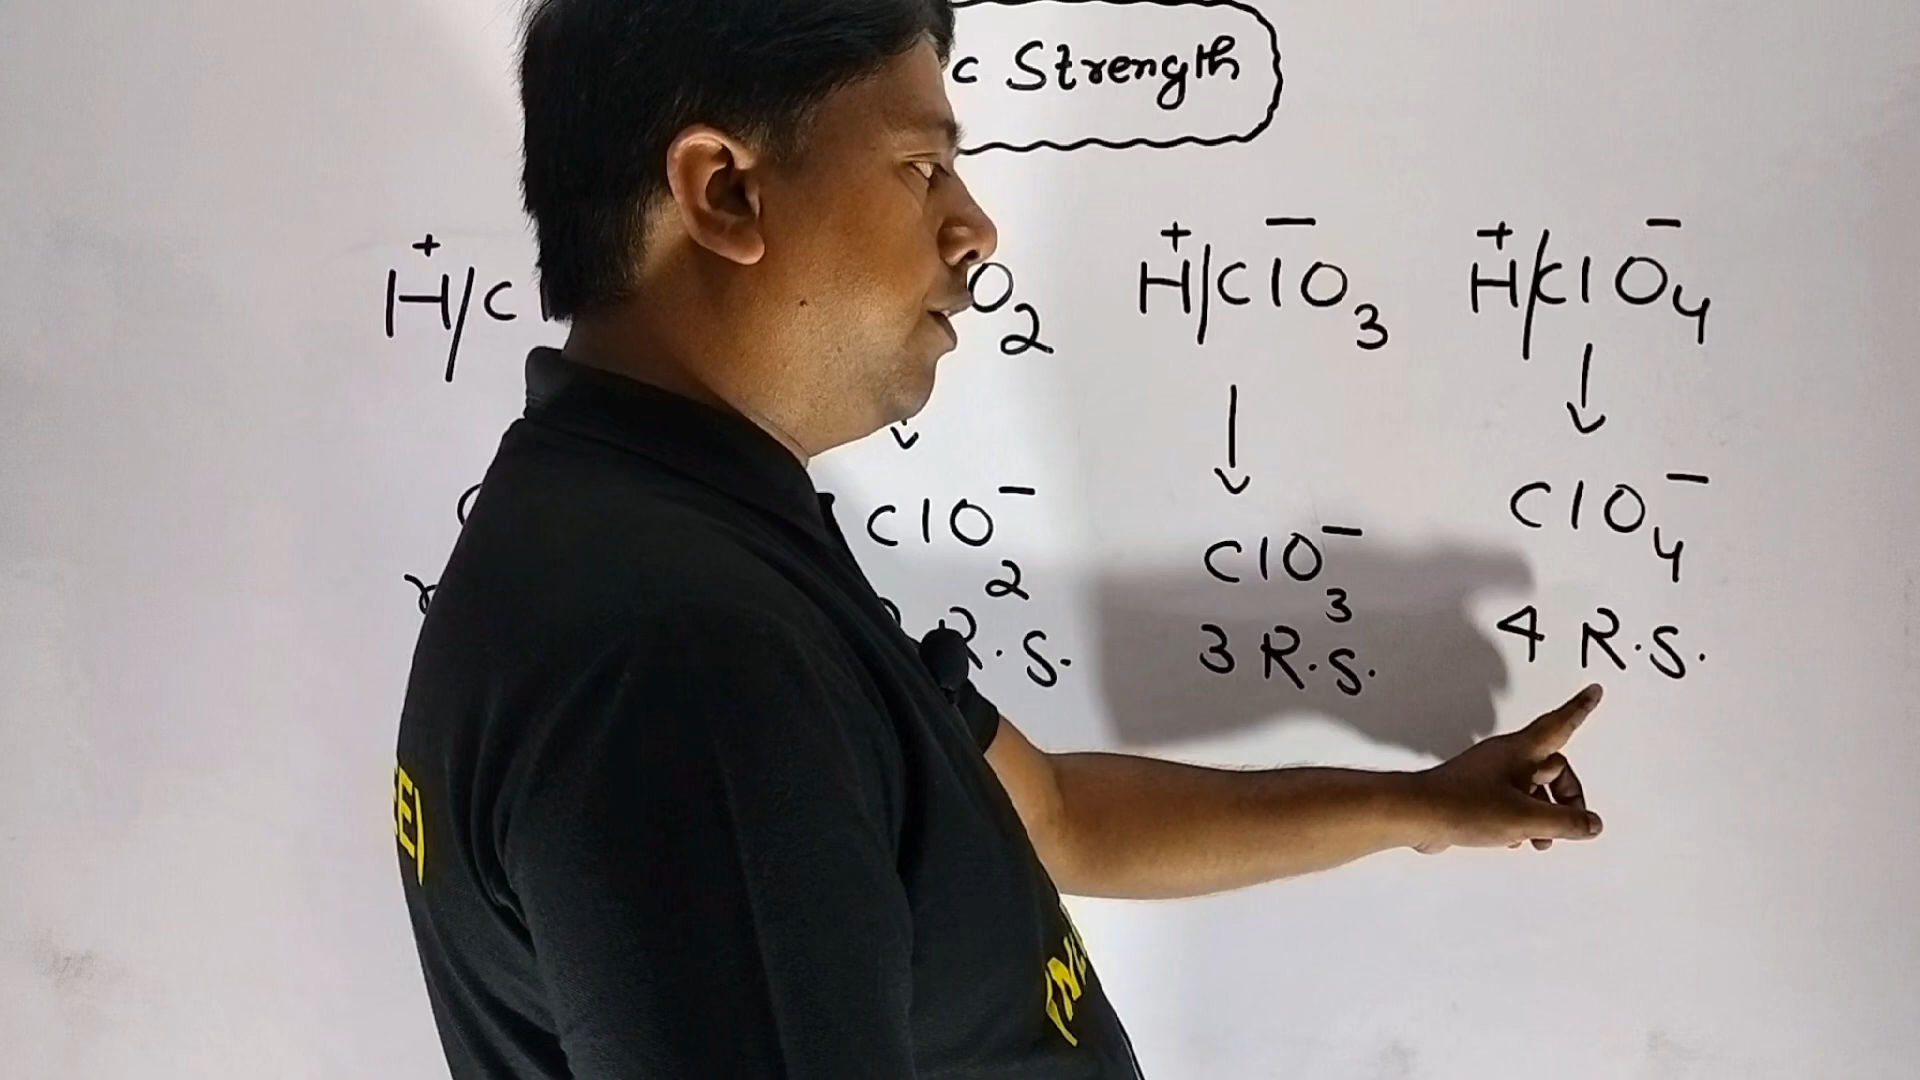 c Strength
H⁺/Cl O₂ H⁺/ClO₃⁻ H⁺/ClO₄⁻
ClO₂⁻ ClO₃⁻ ClO₄⁻
R.S. 3 R.S. 4 R.S.